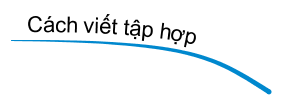 Cách viết tập hợp